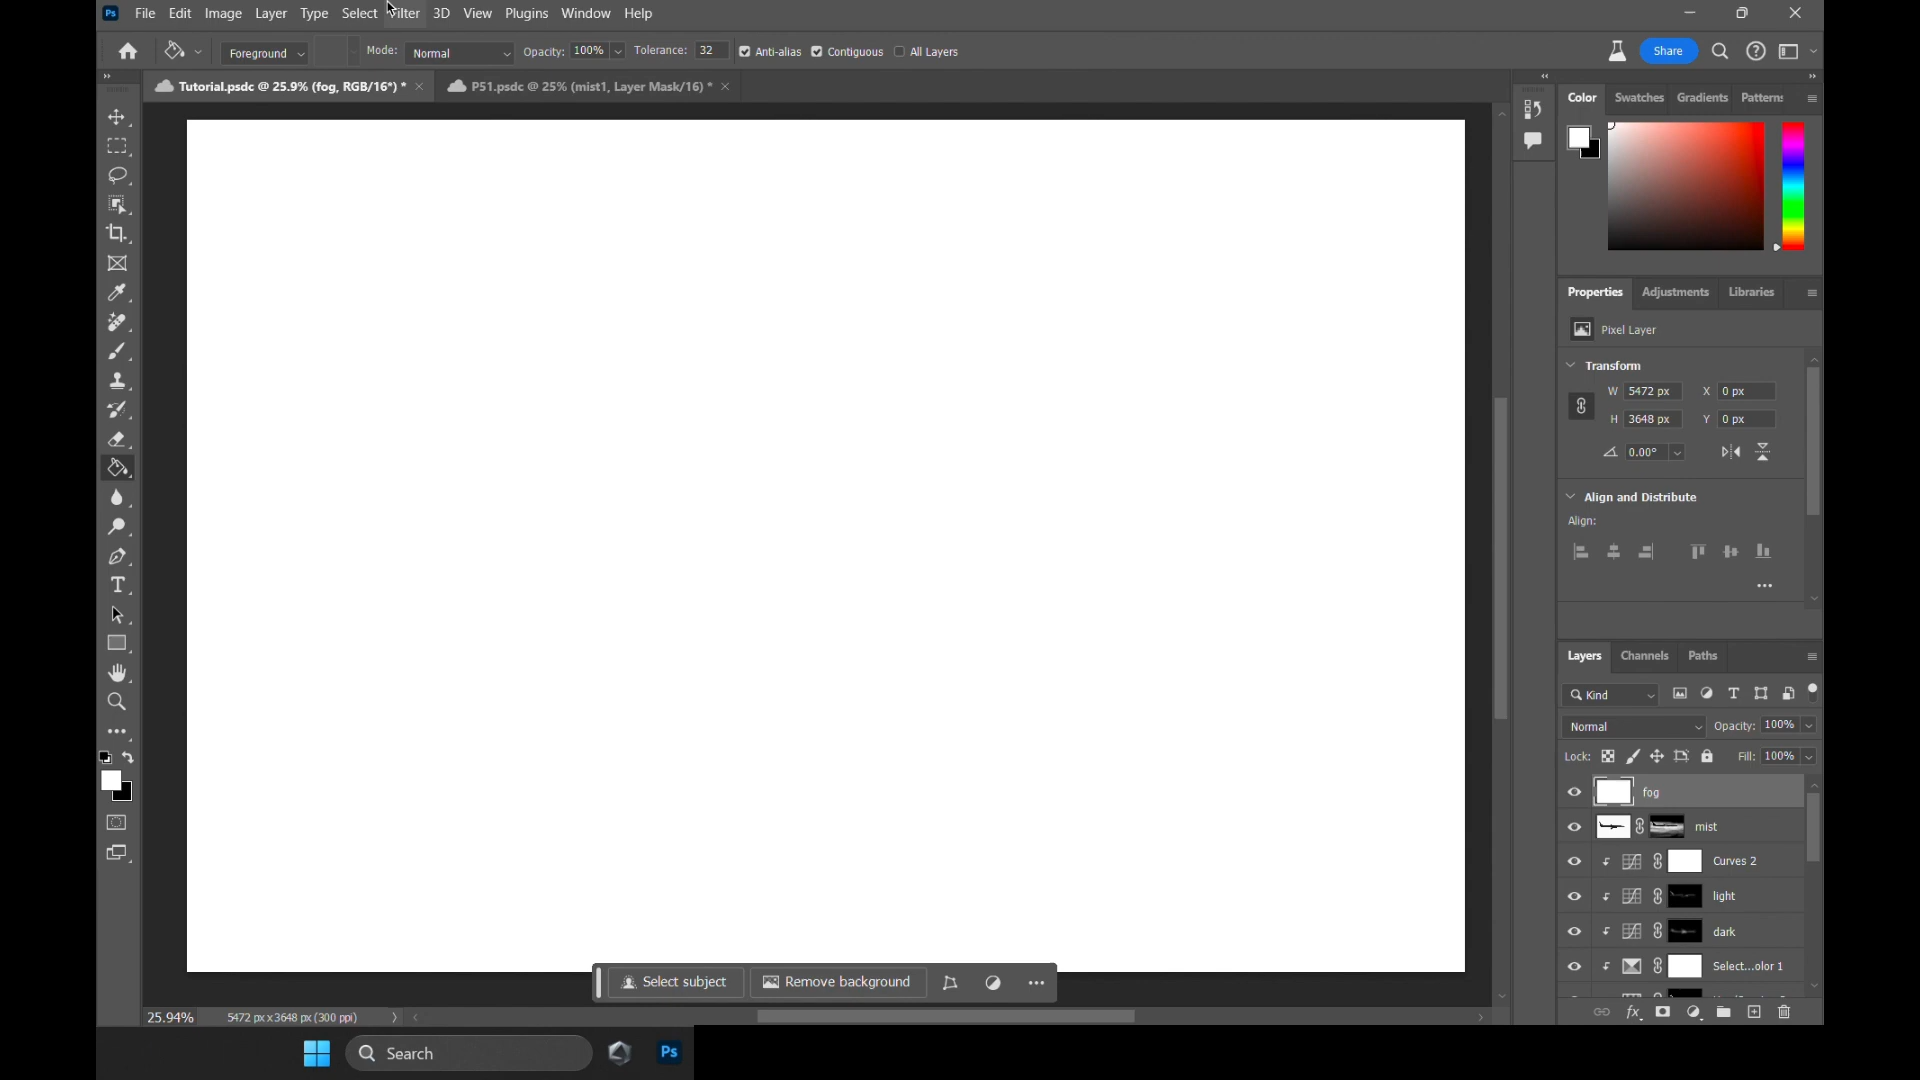 Ps File Edit Image Layer Type Select Filter 3D View Plugins Window Help
Foreground Mode: Normal Opacity: 100% Tolerance: 32 Anti-alias Contiguous All Layers Share
Tutorial.psdc @ 25.9% (fog, RGB/16*) * P51.psdc @ 25% (mist1, Layer Mask/16) *
Color Swatches Gradients Patterns
Properties Adjustments Libraries
Pixel Layer
Transform
W 5472 px X 0 px
H 3648 px Y 0 px
0.00°
Align and Distribute
Align:
Layers Channels Paths
Kind
Normal Opacity: 100%
Lock: Fill: 100%
fog
mist
Curves 2
light
dark
Select...olor 1
Select subject Remove background
25.94% 5472 px x 3648 px (300 ppi)
Search Ps